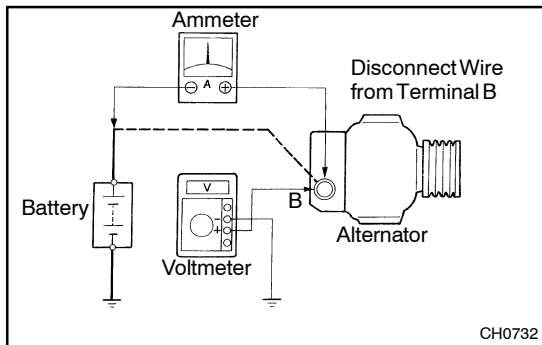 Ammeter
− A +
Disconnect Wire
from Terminal B
V
−
+
B
Battery
Voltmeter
Alternator
CH0732